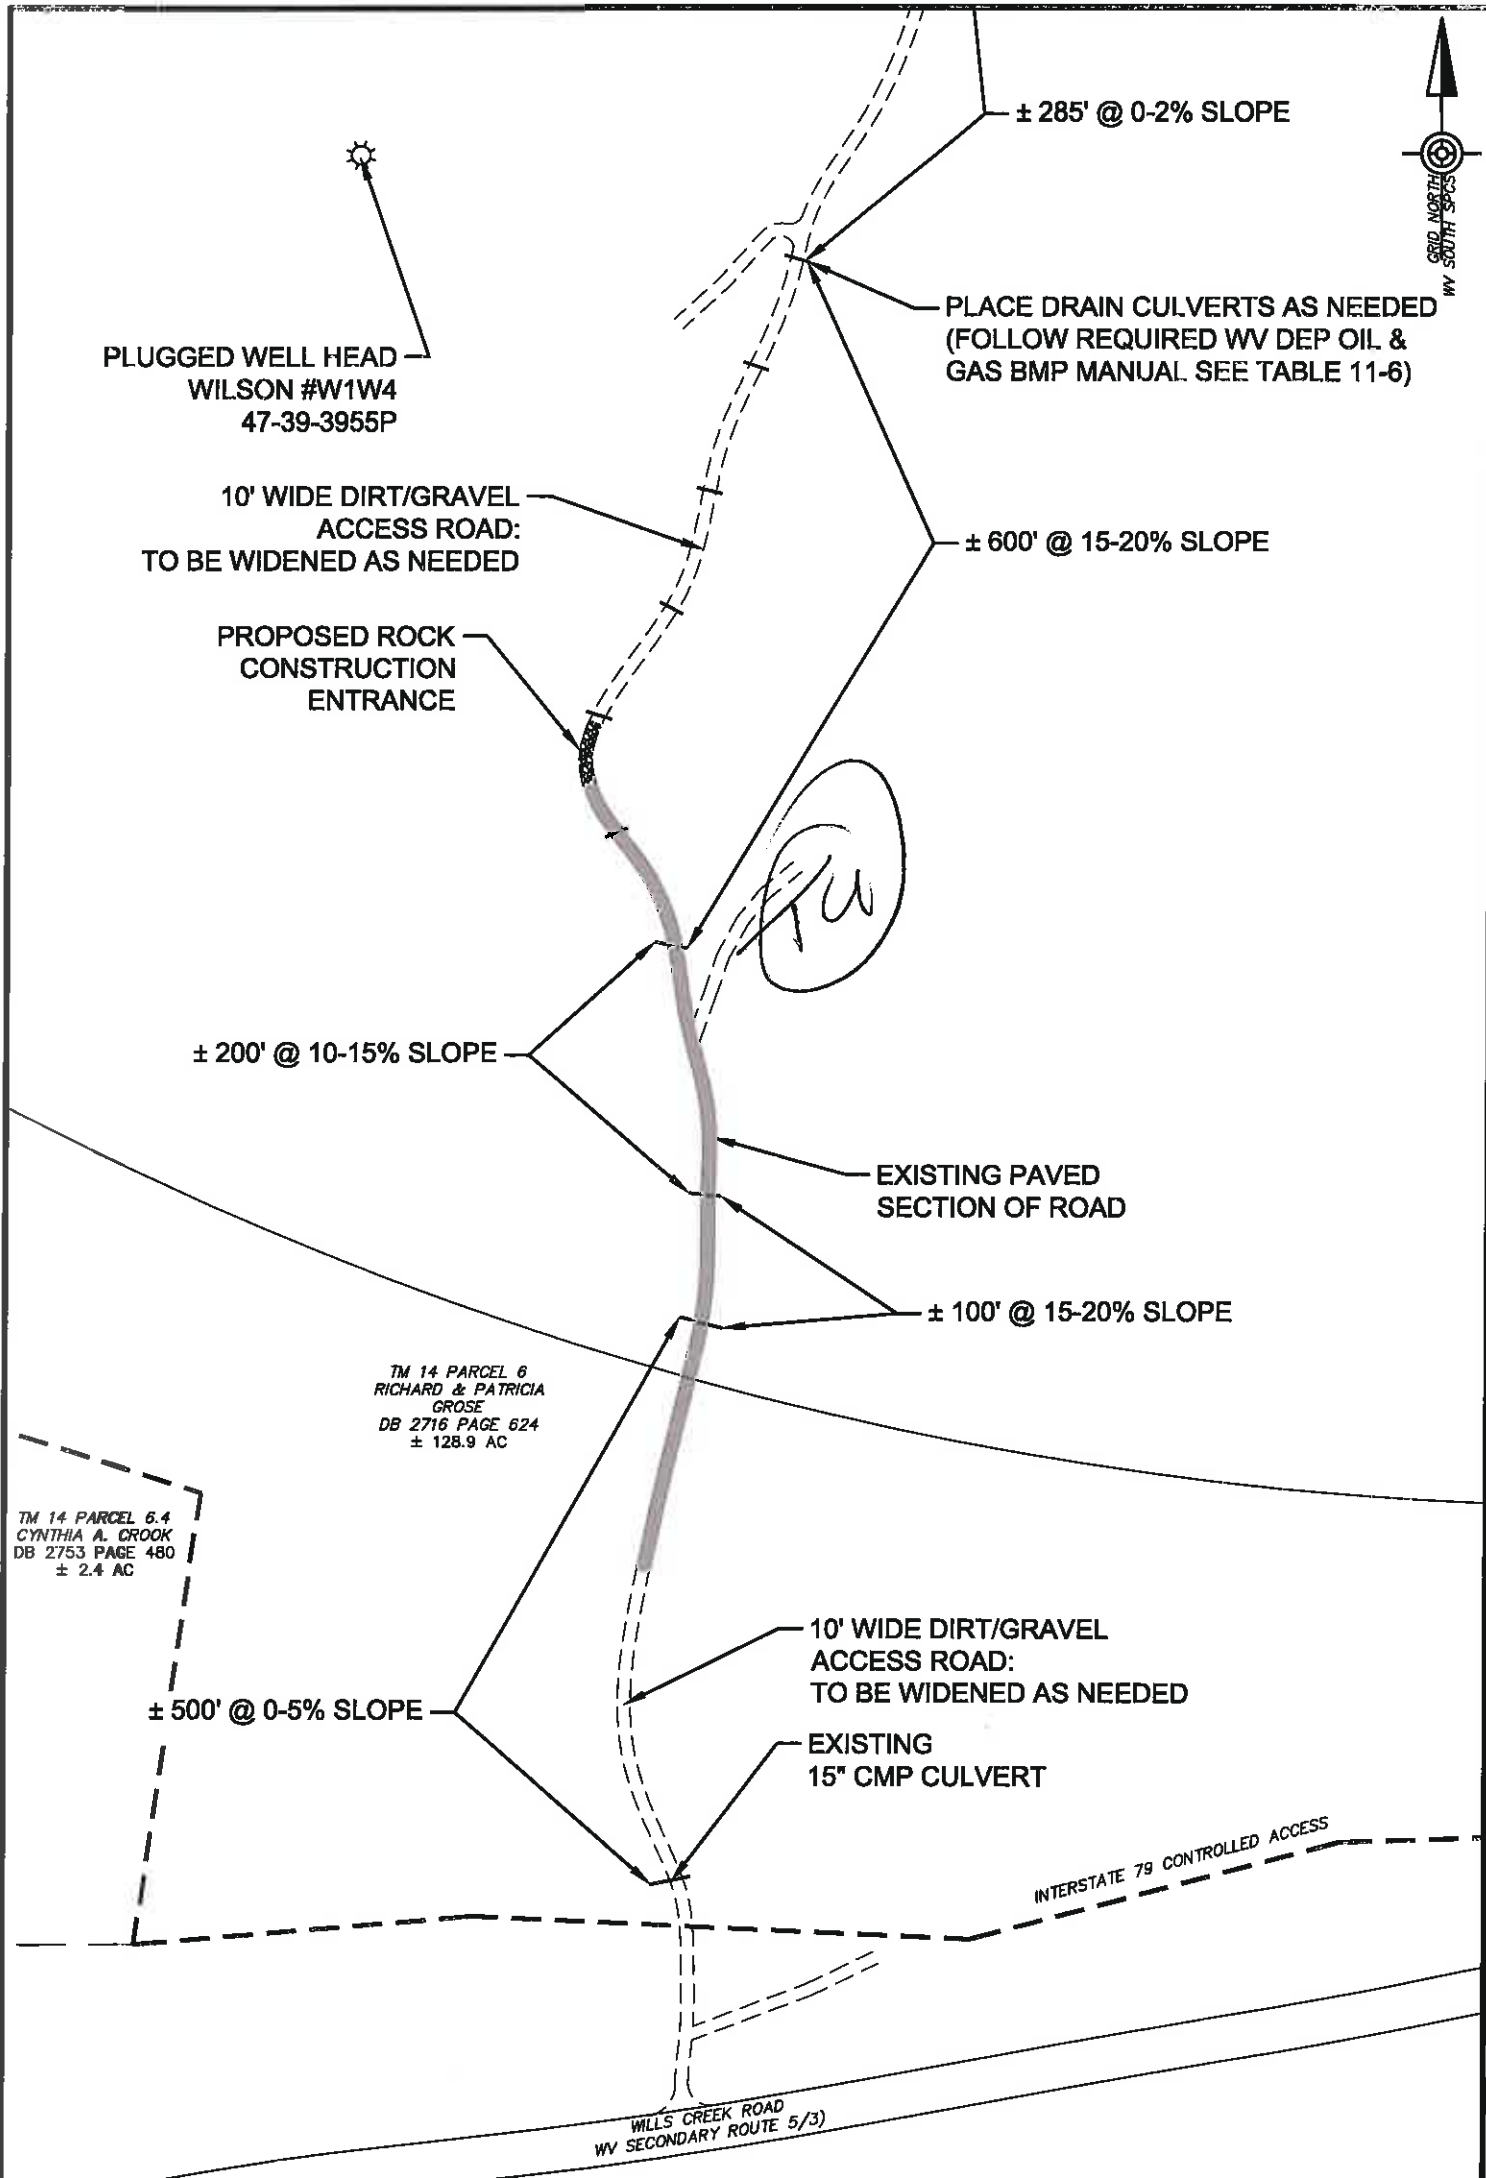 ± 285' @ 0-2% SLOPE
GRID NORTH
WV SOUTH SPCS
PLACE DRAIN CULVERTS AS NEEDED
(FOLLOW REQUIRED WV DEP OIL &
GAS BMP MANUAL SEE TABLE 11-6)
PLUGGED WELL HEAD
WILSON #W1W4
47-39-3955P
10' WIDE DIRT/GRAVEL
ACCESS ROAD:
TO BE WIDENED AS NEEDED
± 600' @ 15-20% SLOPE
PROPOSED ROCK
CONSTRUCTION
ENTRANCE
± 200' @ 10-15% SLOPE
EXISTING PAVED
SECTION OF ROAD
± 100' @ 15-20% SLOPE
TM 14 PARCEL 6
RICHARD & PATRICIA
GROSE
DB 2716 PAGE 624
± 128.9 AC
TM 14 PARCEL 6.4
CYNTHIA A. CROOK
DB 2753 PAGE 480
± 2.4 AC
10' WIDE DIRT/GRAVEL
ACCESS ROAD:
TO BE WIDENED AS NEEDED
± 500' @ 0-5% SLOPE
EXISTING
15" CMP CULVERT
INTERSTATE 79 CONTROLLED ACCESS
WILLS CREEK ROAD
WV SECONDARY ROUTE 5/3)